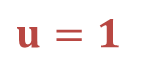 u = 1